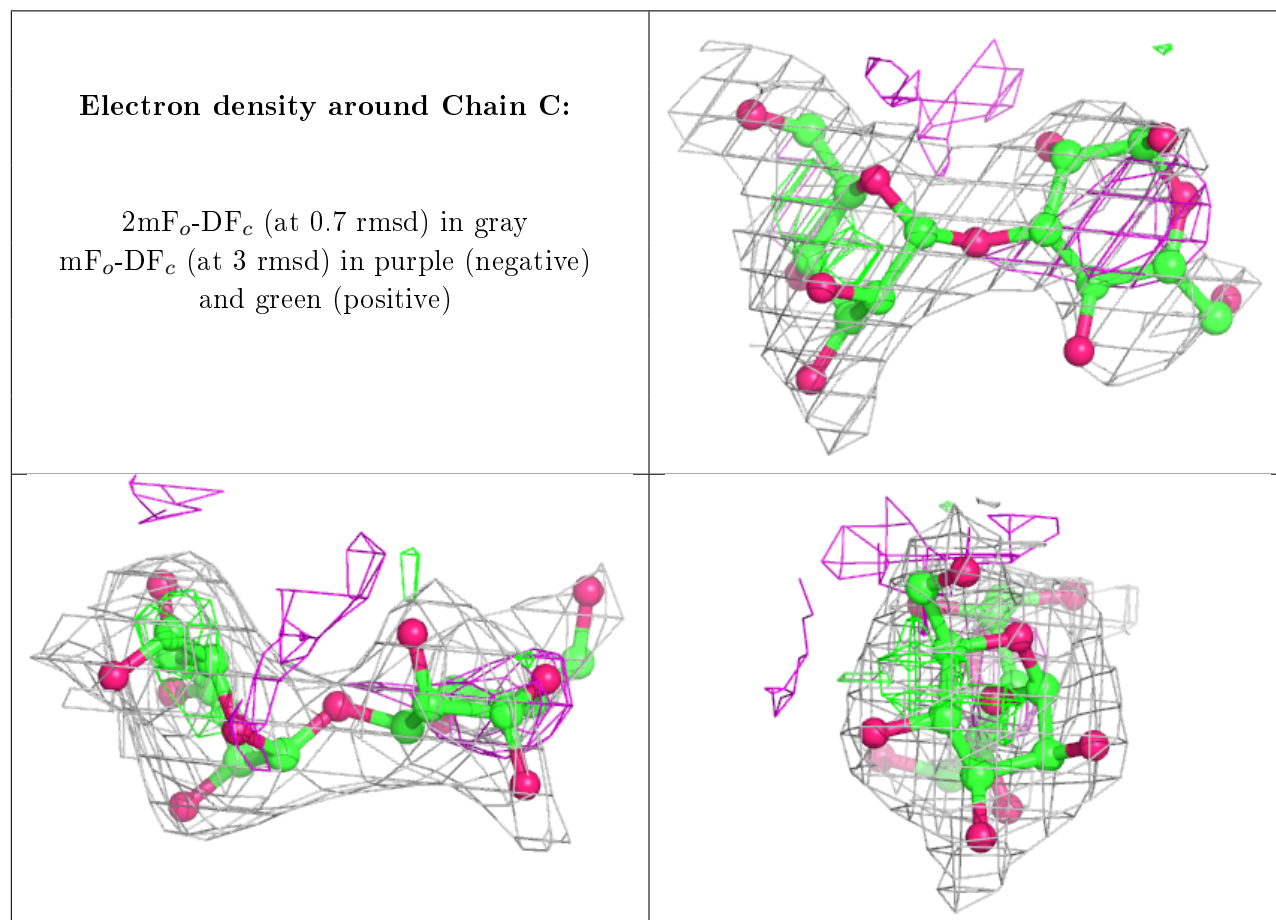 Electron density around Chain C:
2mFₒ-DF𝒸 (at 0.7 rmsd) in gray
mFₒ-DF𝒸 (at 3 rmsd) in purple (negative)
and green (positive)